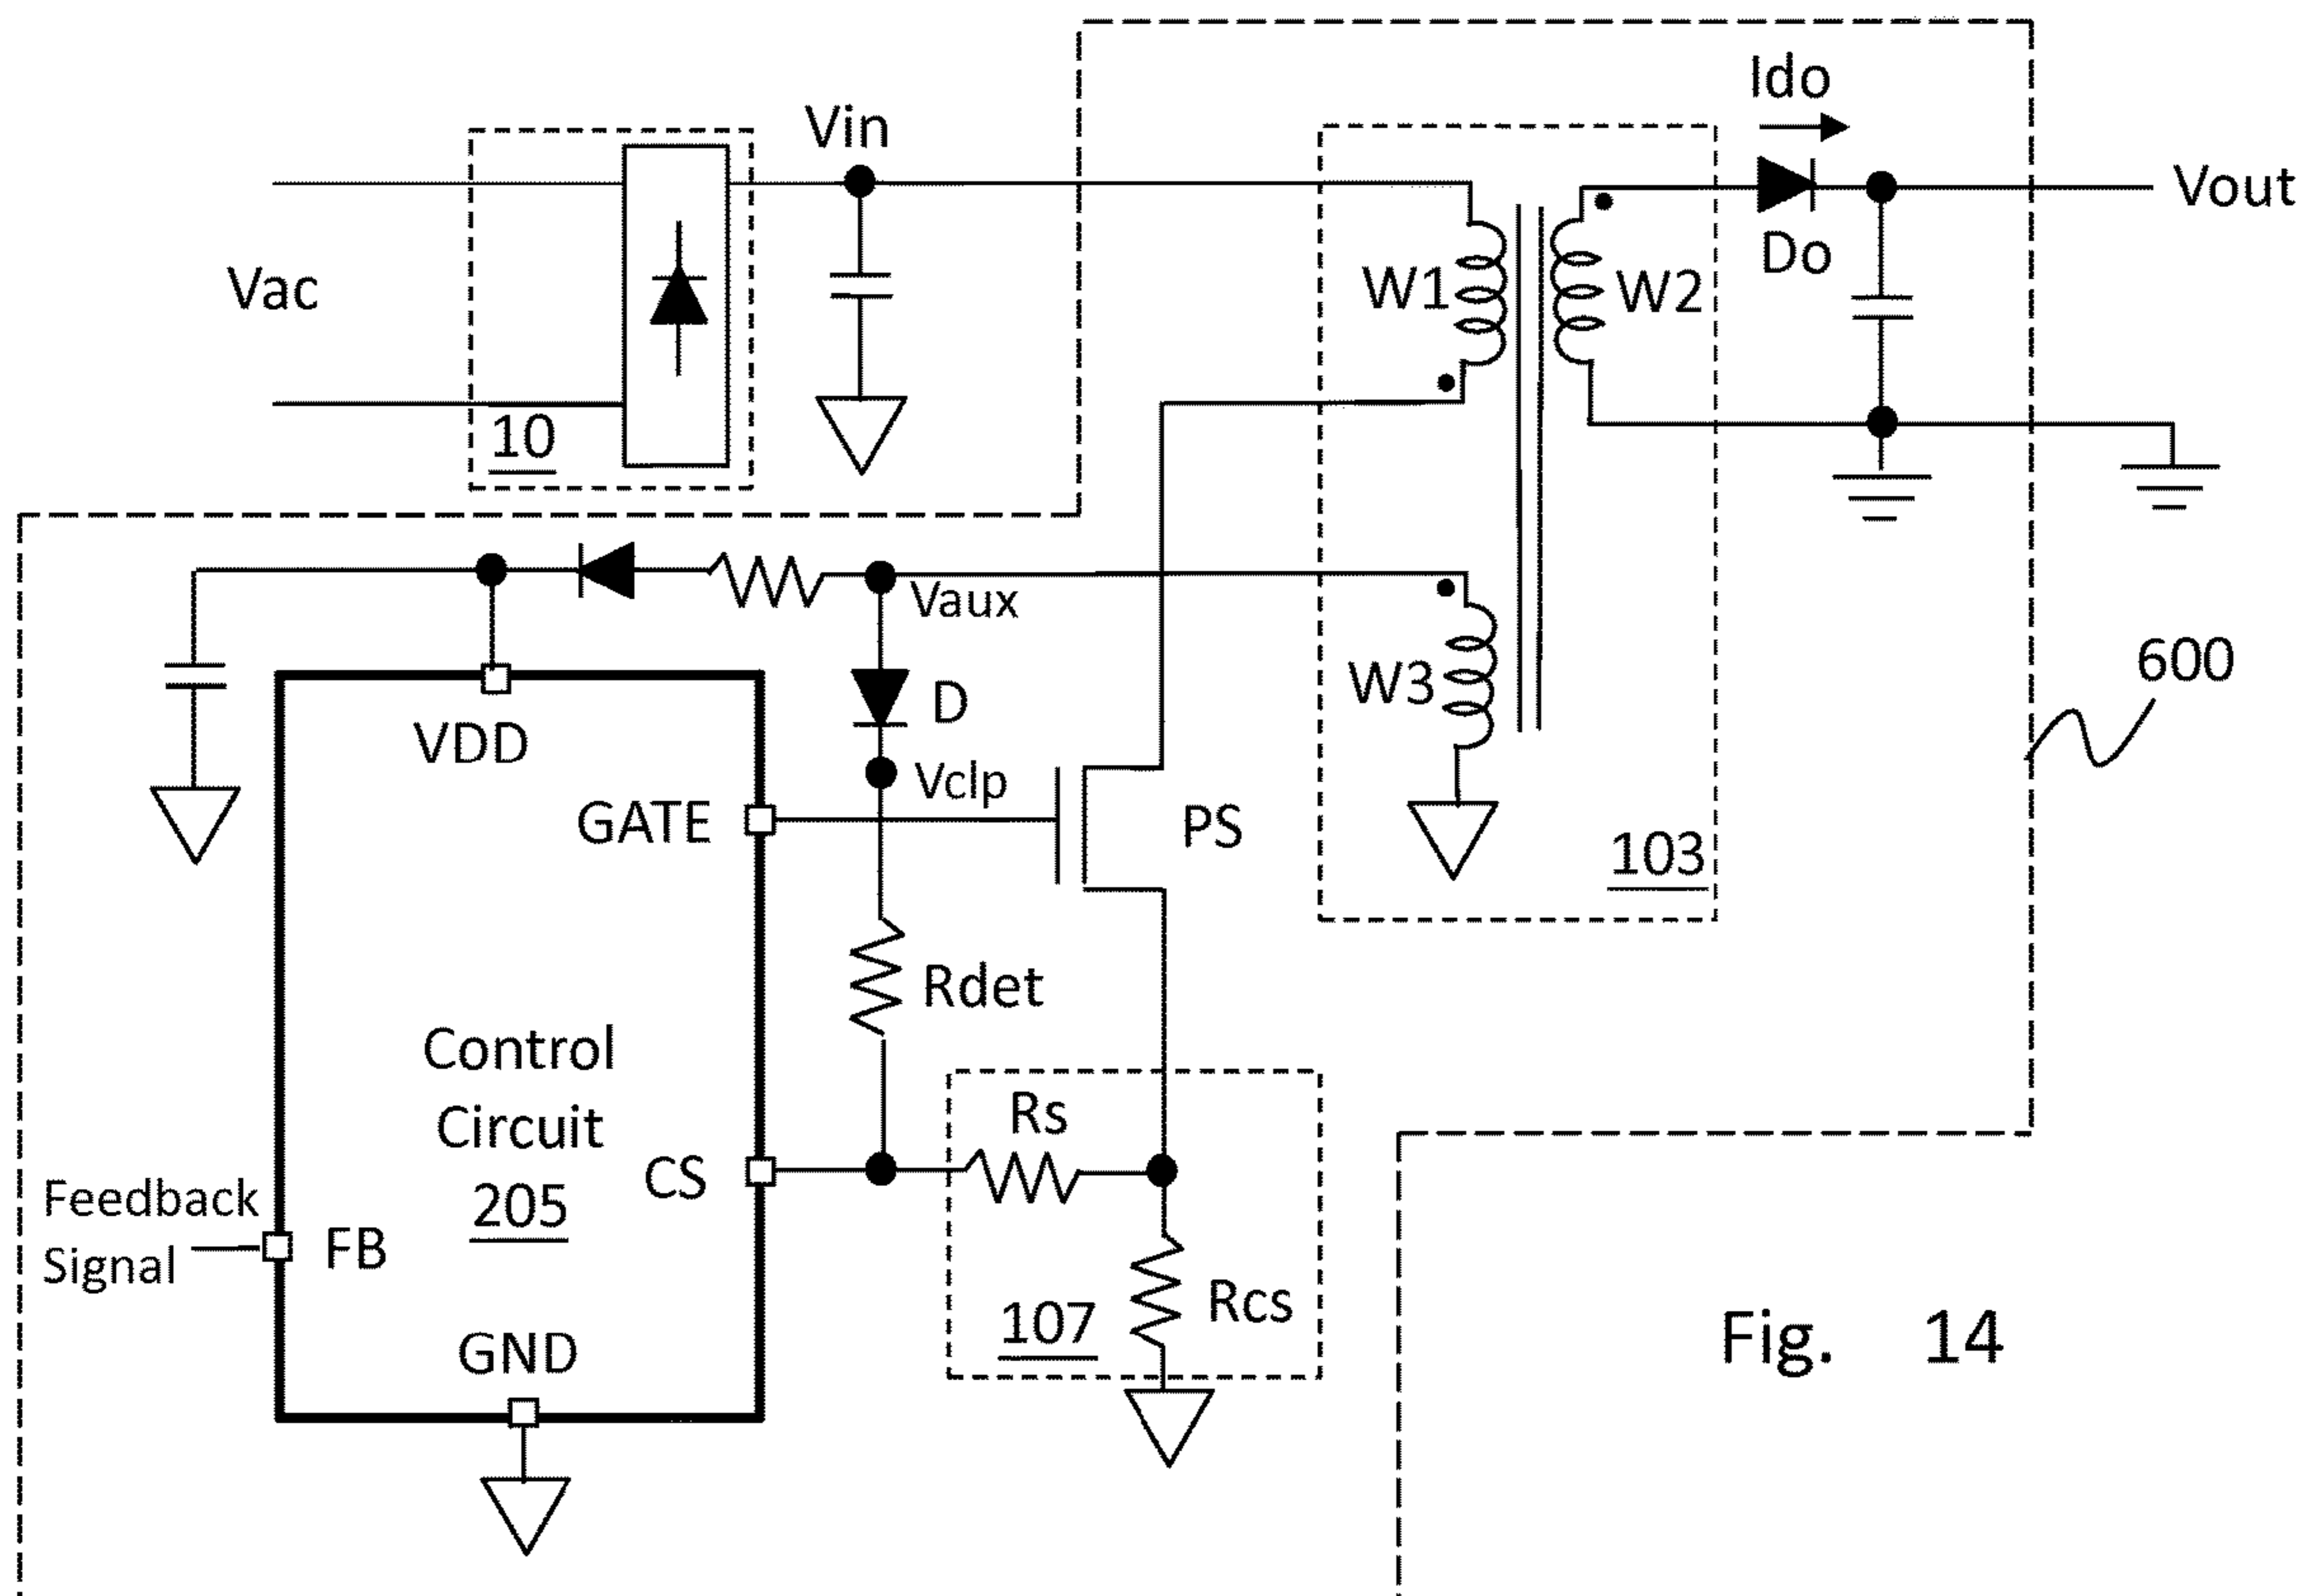 Ido
Vin
Vout
Do
Vac
W1
W2
10
Vaux
W3
600
D
VDD
Vclp
GATE
PS
103
Rdet
Control
Circuit
205
Rs
CS
Feedback
Signal
FB
Rcs
107
GND
Fig. 14